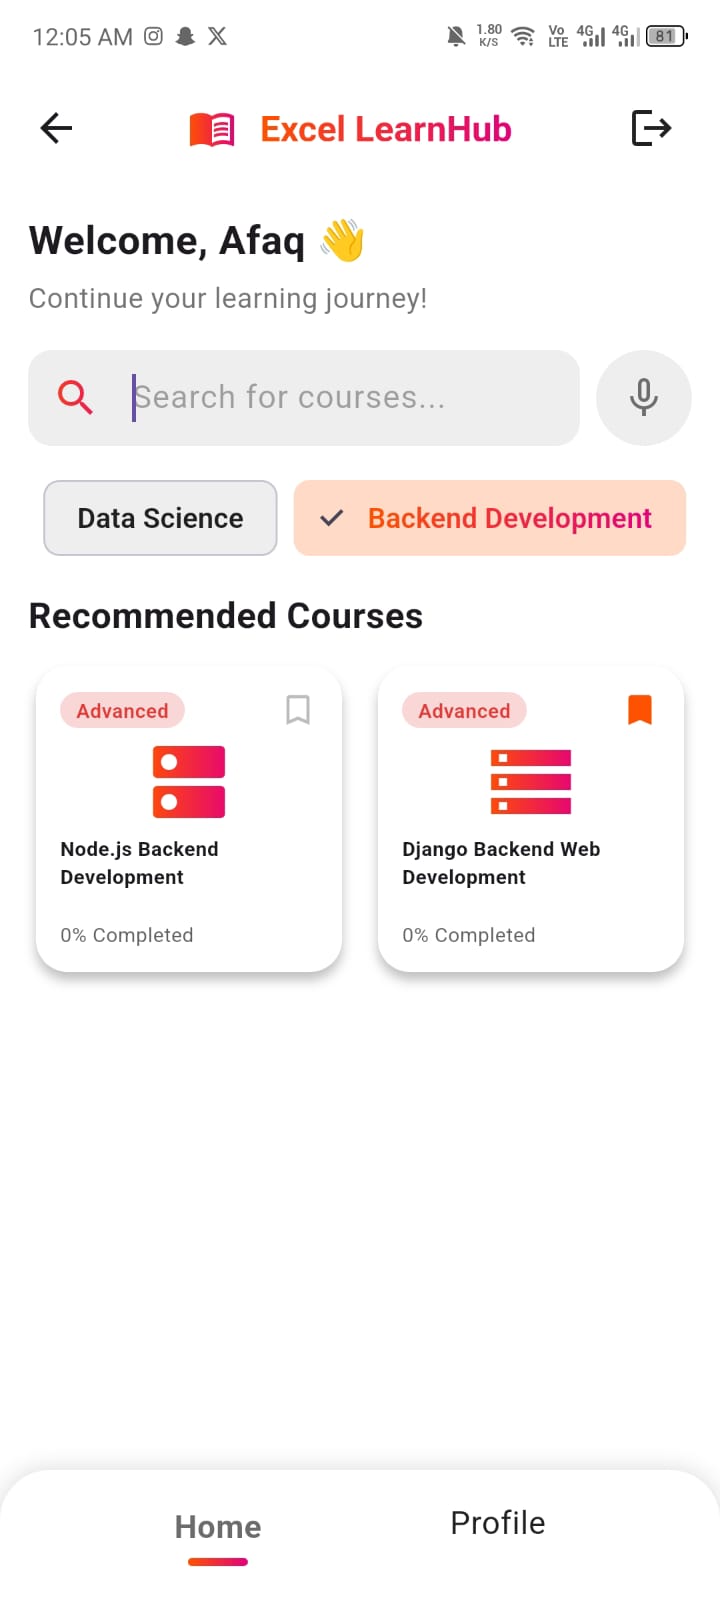 12:05 AM
1.80
K/S
Vo
LTE
4G
4G
81
Excel LearnHub
Welcome, Afaq 👋
Continue your learning journey!
Search for courses...
Data Science
Backend Development
Recommended Courses
Advanced
Node.js Backend
Development
0% Completed
Advanced
Django Backend Web
Development
0% Completed
Home
Profile